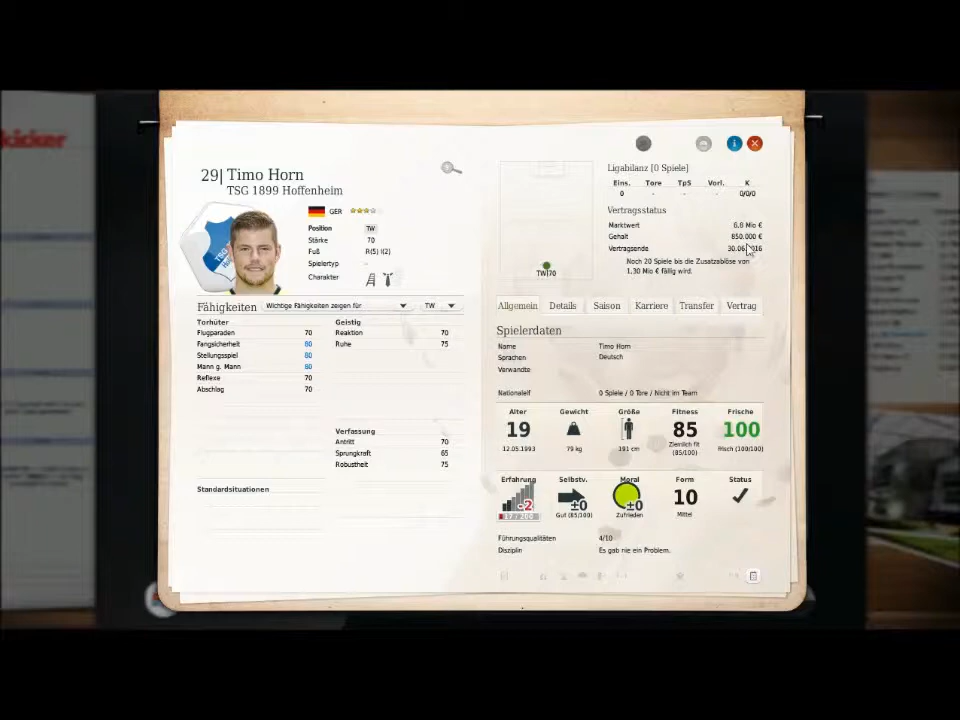 kicker
29| Timo Horn
TSG 1899 Hoffenheim
GER
Position TW
Stärke 70
Fuß R(5) l(2)
Spielertyp -
Charakter
Fähigkeiten Wichtige Fähigkeiten zeigen für TW
Torhüter
Flugparaden 70
Fangsicherheit 80
Stellungsspiel 80
Mann g. Mann 80
Reflexe 70
Abschlag 70
Geistig
Reaktion 70
Ruhe 75
Verfassung
Antritt 70
Sprungkraft 65
Robustheit 75
Standardsituationen
TW|70
Ligabilanz [0 Spiele]
Eins. Tore TpS Vorl. K
0 - - - 0/0/0
Vertragsstatus
Marktwert 6,8 Mio €
Gehalt 850.000 €
Vertragsende
Noch 20 Spiele bis die Zusatzablöse von
1,30 Mio € fällig wird.
Allgemein Details Saison Karriere Transfer Vertrag
Spielerdaten
Name Timo Horn
Sprachen Deutsch
Verwandte
Nationalelf 0 Spiele / 0 Tore / Nicht im Team
Alter Gewicht Größe Fitness Frische
19 85 100
12.05.1993 79 kg 191 cm Ziemlich fit (85/100) frisch (100/100)
Erfahrung Selbstv. Moral Form Status
-2 ±0 ±0 10
Gut (85/100) Zufrieden Mittel
Führungsqualitäten 4/10
Disziplin Es gab nie ein Problem.